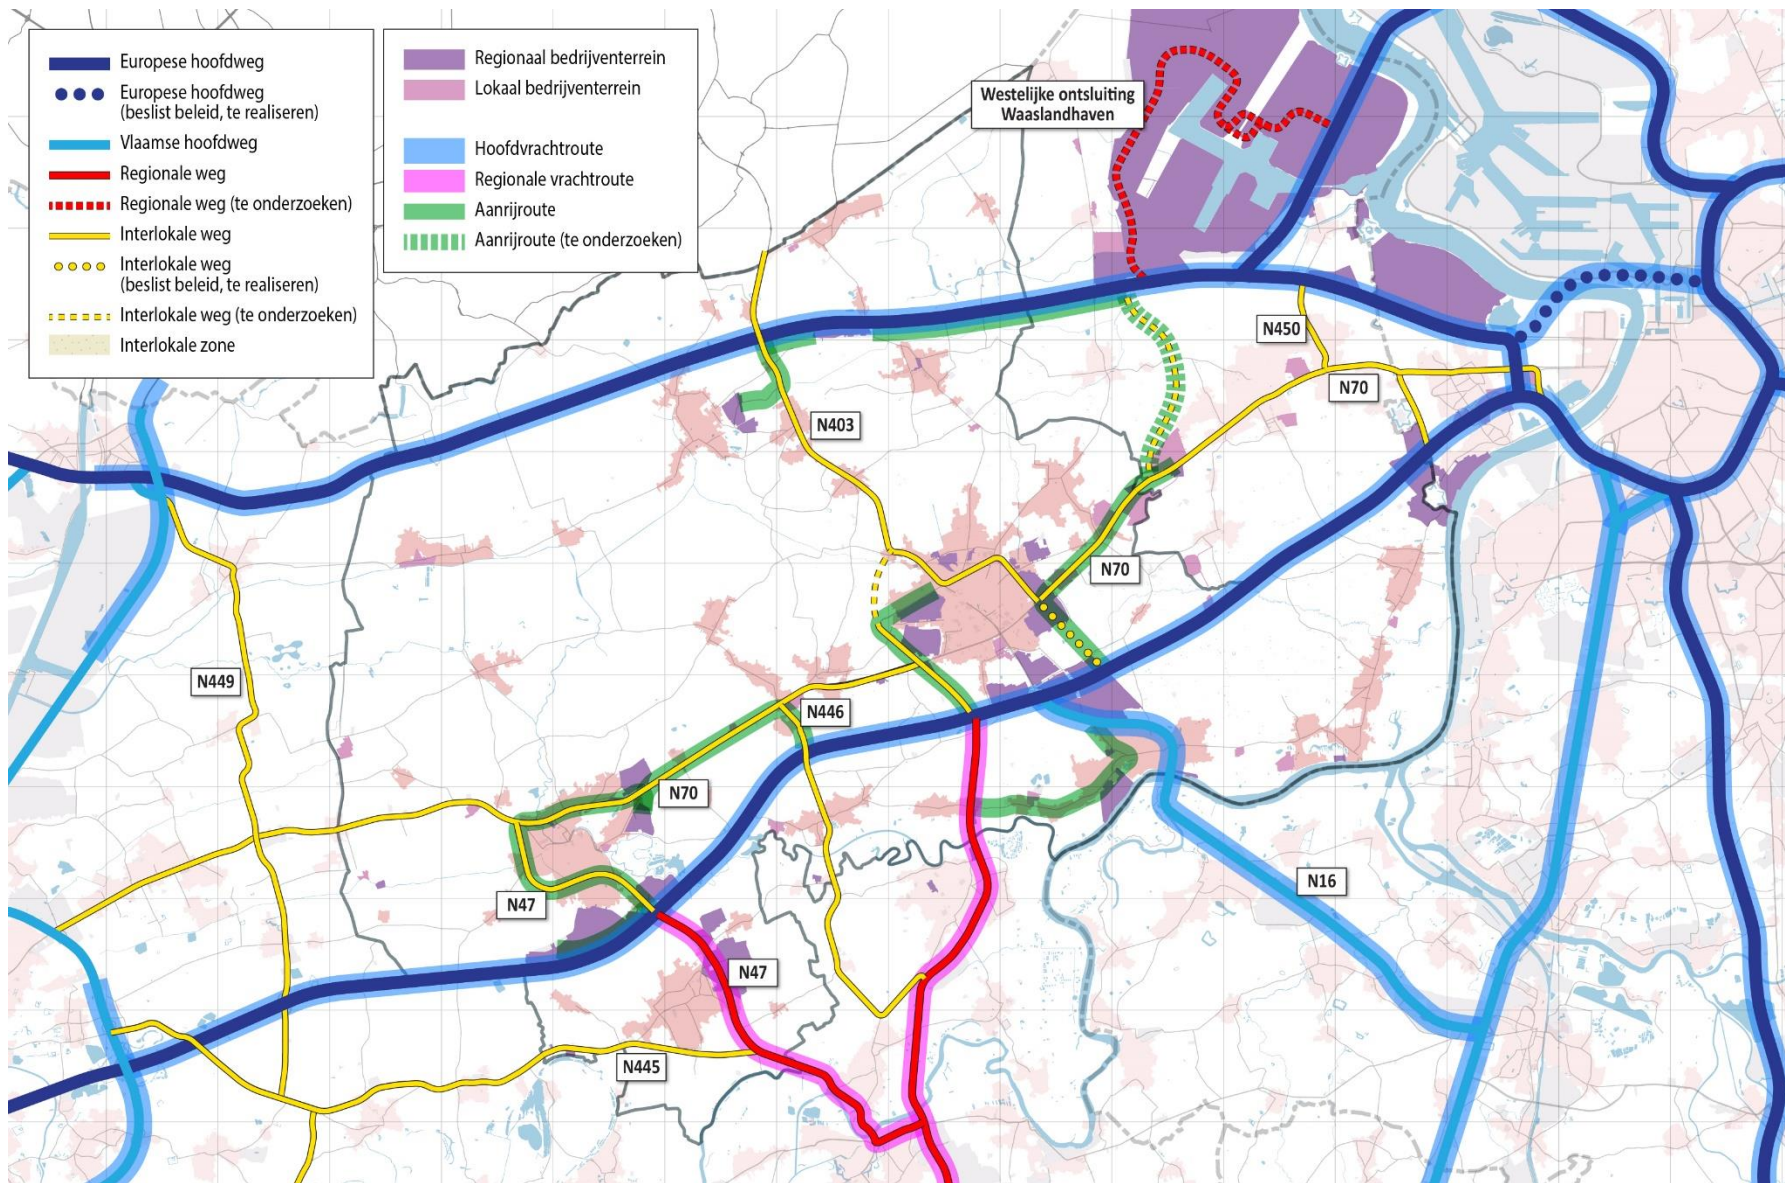 Europese hoofdweg
Europese hoofdweg
(beslist beleid, te realiseren)
Vlaamse hoofdweg
Regionale weg
Regionale weg (te onderzoeken)
Interlokale weg
Interlokale weg
(beslist beleid, te realiseren)
Interlokale weg (te onderzoeken)
Interlokale zone
Regionaal bedrijventerrein
Lokaal bedrijventerrein
Hoofdvrachtroute
Regionale vrachtroute
Aanrijroute
Aanrijroute (te onderzoeken)
Westelijke ontsluiting
Waaslandhaven
N450
N70
N403
N70
N449
N446
N70
N47
N16
N47
N445